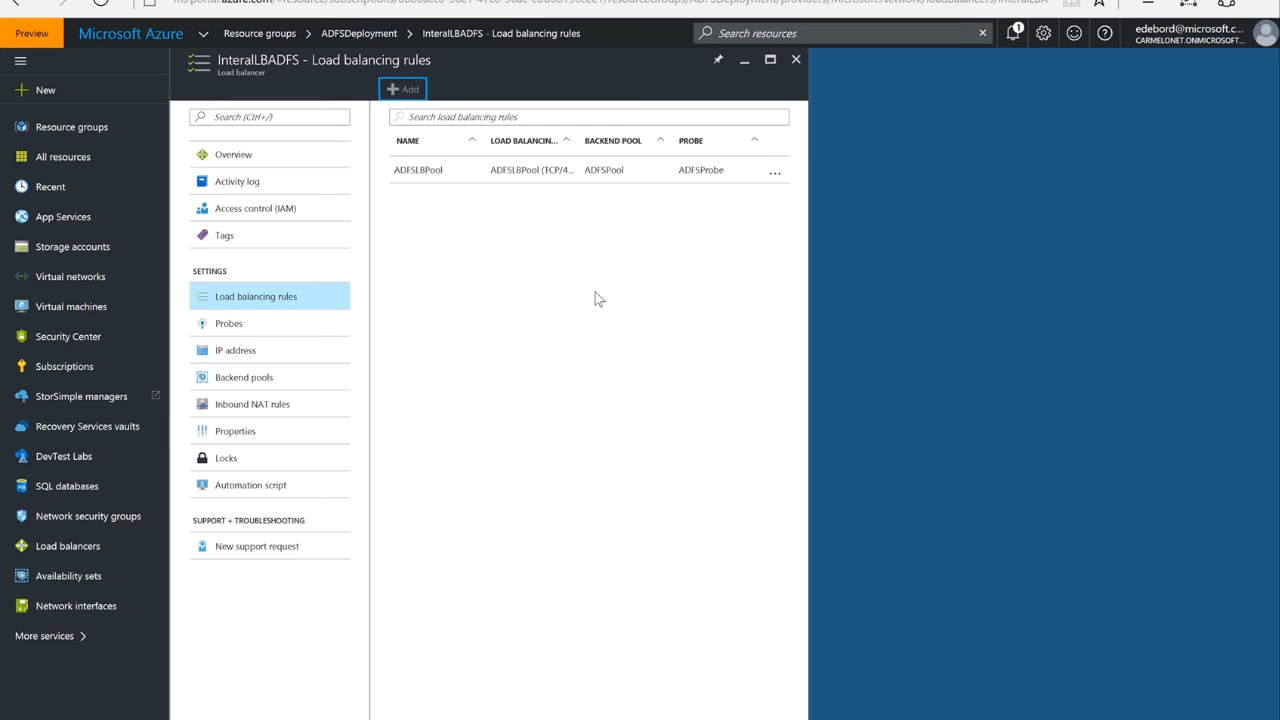 Preview
Microsoft Azure
Resource groups > ADFSDeployment > InteralLBADFS - Load balancing rules
Search resources
1
edebord@microsoft.c...
CARMELONET.ONMICROSOFT...
InteralLBADFS - Load balancing rules
Load balancer
New
Resource groups
All resources
Recent
App Services
Storage accounts
Virtual networks
Virtual machines
Security Center
Subscriptions
StorSimple managers
Recovery Services vaults
DevTest Labs
SQL databases
Network security groups
Load balancers
Availability sets
Network interfaces
More services
Search (Ctrl+/)
Overview
Activity log
Access control (IAM)
Tags
SETTINGS
Load balancing rules
Probes
IP address
Backend pools
Inbound NAT rules
Properties
Locks
Automation script
SUPPORT + TROUBLESHOOTING
New support request
Add
Search load balancing rules
NAME LOAD BALANCIN... BACKEND POOL PROBE
ADFSLBPool ADFSLBPool (TCP/4... ADFSPool ADFSProbe ...